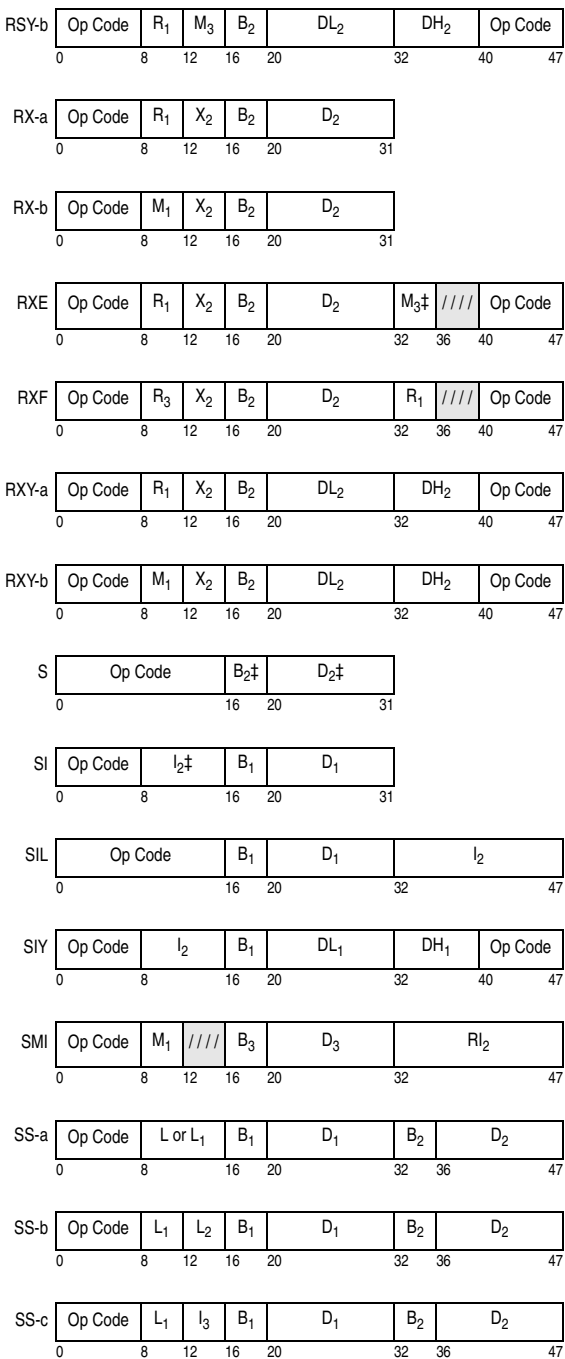 RSY-b Op Code R1 M3 B2 DL2 DH2 Op Code
0 8 12 16 20 32 40 47
RX-a Op Code R1 X2 B2 D2
0 8 12 16 20 31
RX-b Op Code M1 X2 B2 D2
0 8 12 16 20 31
RXE Op Code R1 X2 B2 D2 M3‡ //// Op Code
0 8 12 16 20 32 36 40 47
RXF Op Code R3 X2 B2 D2 R1 //// Op Code
0 8 12 16 20 32 36 40 47
RXY-a Op Code R1 X2 B2 DL2 DH2 Op Code
0 8 12 16 20 32 40 47
RXY-b Op Code M1 X2 B2 DL2 DH2 Op Code
0 8 12 16 20 32 40 47
S Op Code B2‡ D2‡
0 16 20 31
SI Op Code I2‡ B1 D1
0 8 16 20 31
SIL Op Code B1 D1 I2
0 16 20 32 47
SIY Op Code I2 B1 DL1 DH1 Op Code
0 8 16 20 32 40 47
SMI Op Code M1 //// B3 D3 RI2
0 8 12 16 20 32 47
SS-a Op Code L or L1 B1 D1 B2 D2
0 8 16 20 32 36 47
SS-b Op Code L1 L2 B1 D1 B2 D2
0 8 12 16 20 32 36 47
SS-c Op Code L1 I3 B1 D1 B2 D2
0 8 12 16 20 32 36 47